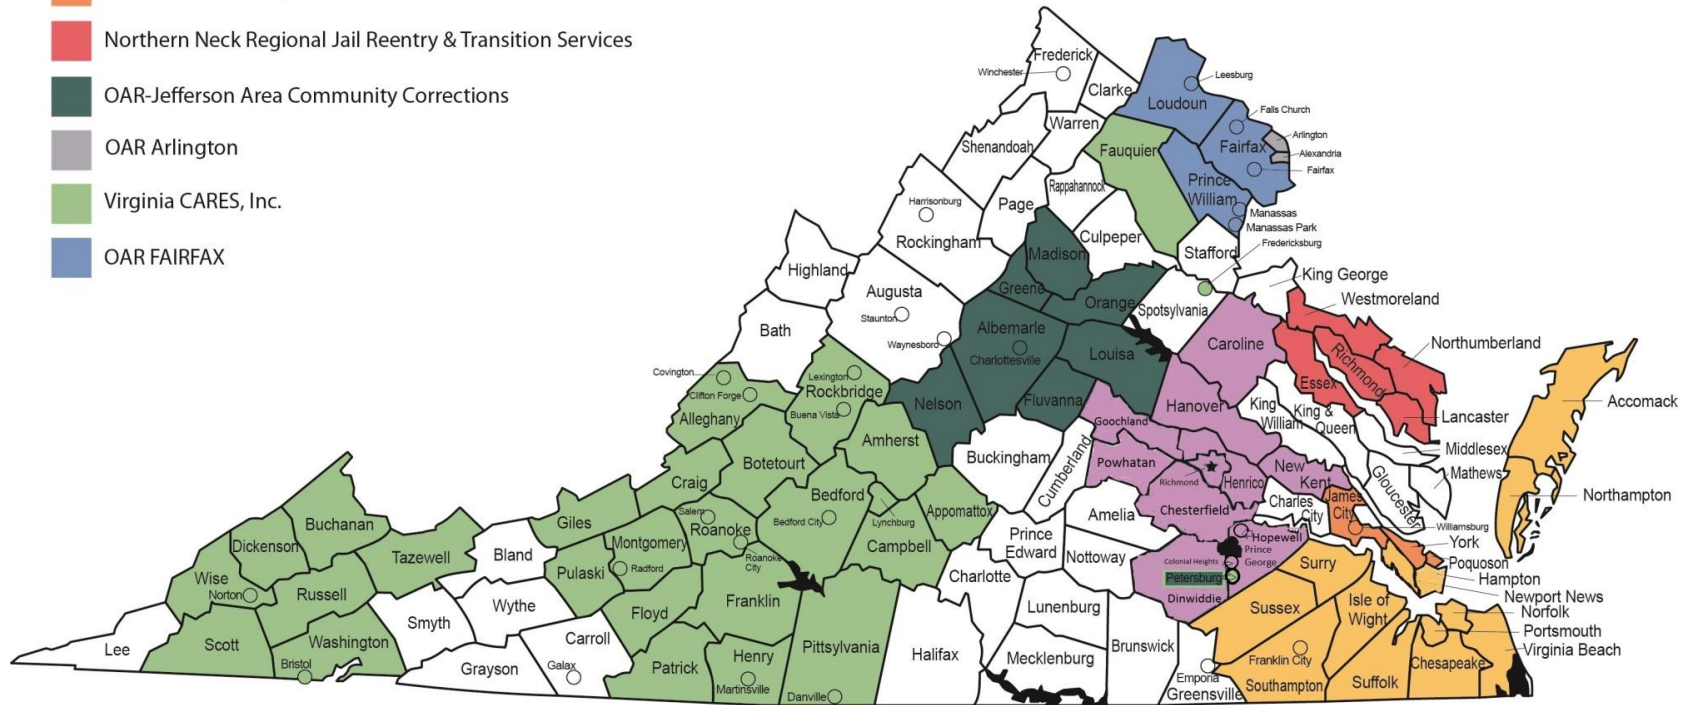 Northern Neck Regional Jail Reentry & Transition Services
OAR-Jefferson Area Community Corrections
OAR Arlington
Virginia CARES, Inc.
OAR FAIRFAX
Frederick
Winchester
Clarke
Leesburg
Loudoun
Falls Church
Warren
Shenandoah
Fauquier
Fairfax
Arlington
Alexandria
Fairfax
Prince
William
Rappahannock
Page
Harrisonburg
Rockingham
Manassas
Manassas Park
Fredericksburg
Culpeper
Stafford
Madison
Highland
King George
Greene
Augusta
Staunton
Orange
Westmoreland
Spotsylvania
Bath
Albemarle
Charlottesville
Waynesboro
Louisa
Caroline
Northumberland
Richmond
Covington
Lexington
Rockbridge
Essex
Clifton Forge
Buena Vista
Nelson
Fluvanna
Hanover
King
William
King &
Queen
Accomack
Lancaster
Alleghany
Goochland
Amherst
Middlesex
Buckingham
Cumberland
Powhatan
Botetourt
New
Kent
Mathews
Craig
Richmond
Henrico
Gloucester
Bedford
Northampton
James
City
Charles
City
Chesterfield
Appomattox
Amelia
Salem
Roanoke
Bedford City
Lynchburg
Giles
Buchanan
Williamsburg
Prince
Edward
Hopewell
York
Dickenson
Montgomery
Campbell
Nottoway
Prince
George
Tazewell
Bland
Roanoke
City
Colonial Heights
Surry
Poquoson
Pulaski
Radford
Charlotte
Petersburg
Hampton
Wise
Norton
Russell
Franklin
Dinwiddie
Newport News
Wythe
Floyd
Lunenburg
Sussex
Isle of
Wight
Norfolk
Smyth
Portsmouth
Carroll
Scott
Washington
Pittsylvania
Brunswick
Virginia Beach
Lee
Halifax
Henry
Mecklenburg
Franklin City
Chesapeake
Bristol
Grayson
Galax
Patrick
Martinsville
Emporia
Southampton
Suffolk
Danville
Greensville